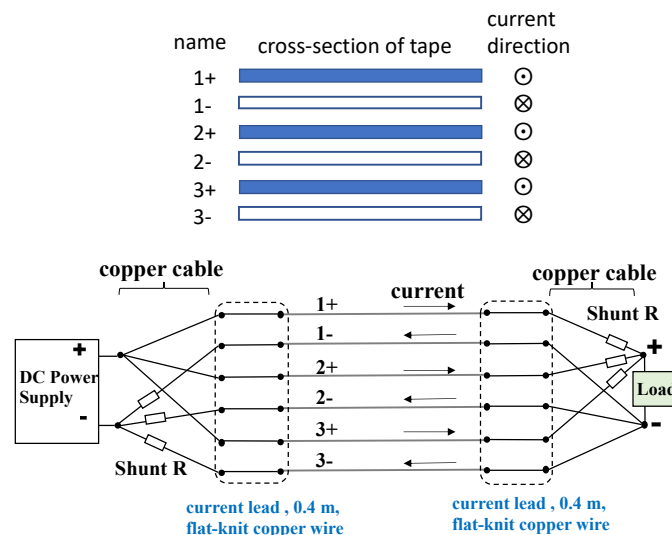 name cross-section of tape current direction
1+
1-
2+
2-
3+
3-
copper cable
copper cable
1+ current
Shunt R
1-
+
+
DC Power Supply
2+
Load
2-
-
-
3+
Shunt R
3-
current lead , 0.4 m,
flat-knit copper wire
current lead , 0.4 m,
flat-knit copper wire